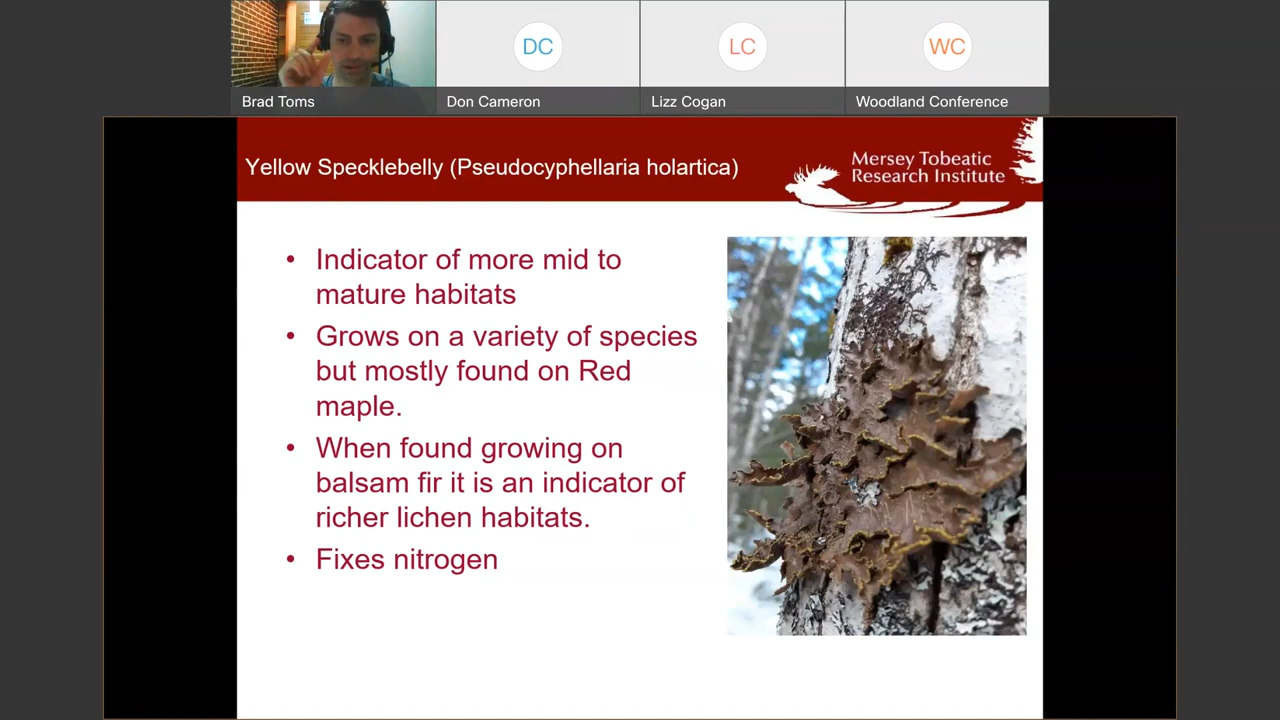 DC
LC
WC
Brad Toms
Don Cameron
Lizz Cogan
Woodland Conference
Yellow Specklebelly (Pseudocyphellaria holartica)
Mersey Tobeatic
Research Institute
• Indicator of more mid to
mature habitats
• Grows on a variety of species
but mostly found on Red
maple.
• When found growing on
balsam fir it is an indicator of
richer lichen habitats.
• Fixes nitrogen